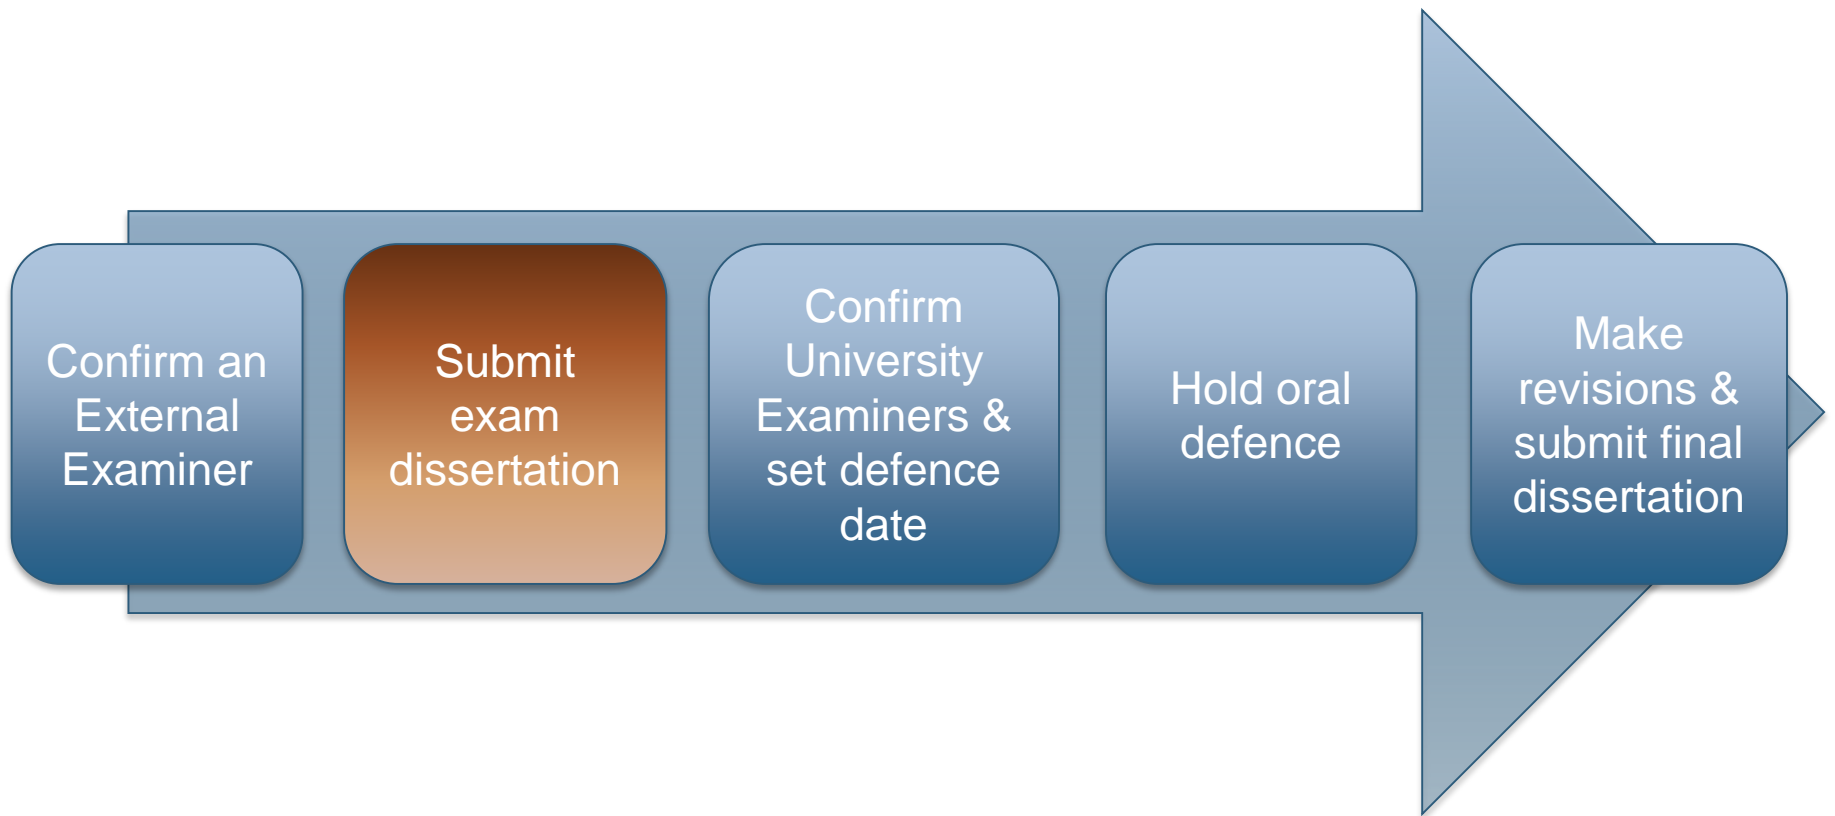 Confirm an
External
Examiner
Submit
exam
dissertation
Confirm
University
Examiners &
set defence
date
Hold oral
defence
Make
revisions &
submit final
dissertation